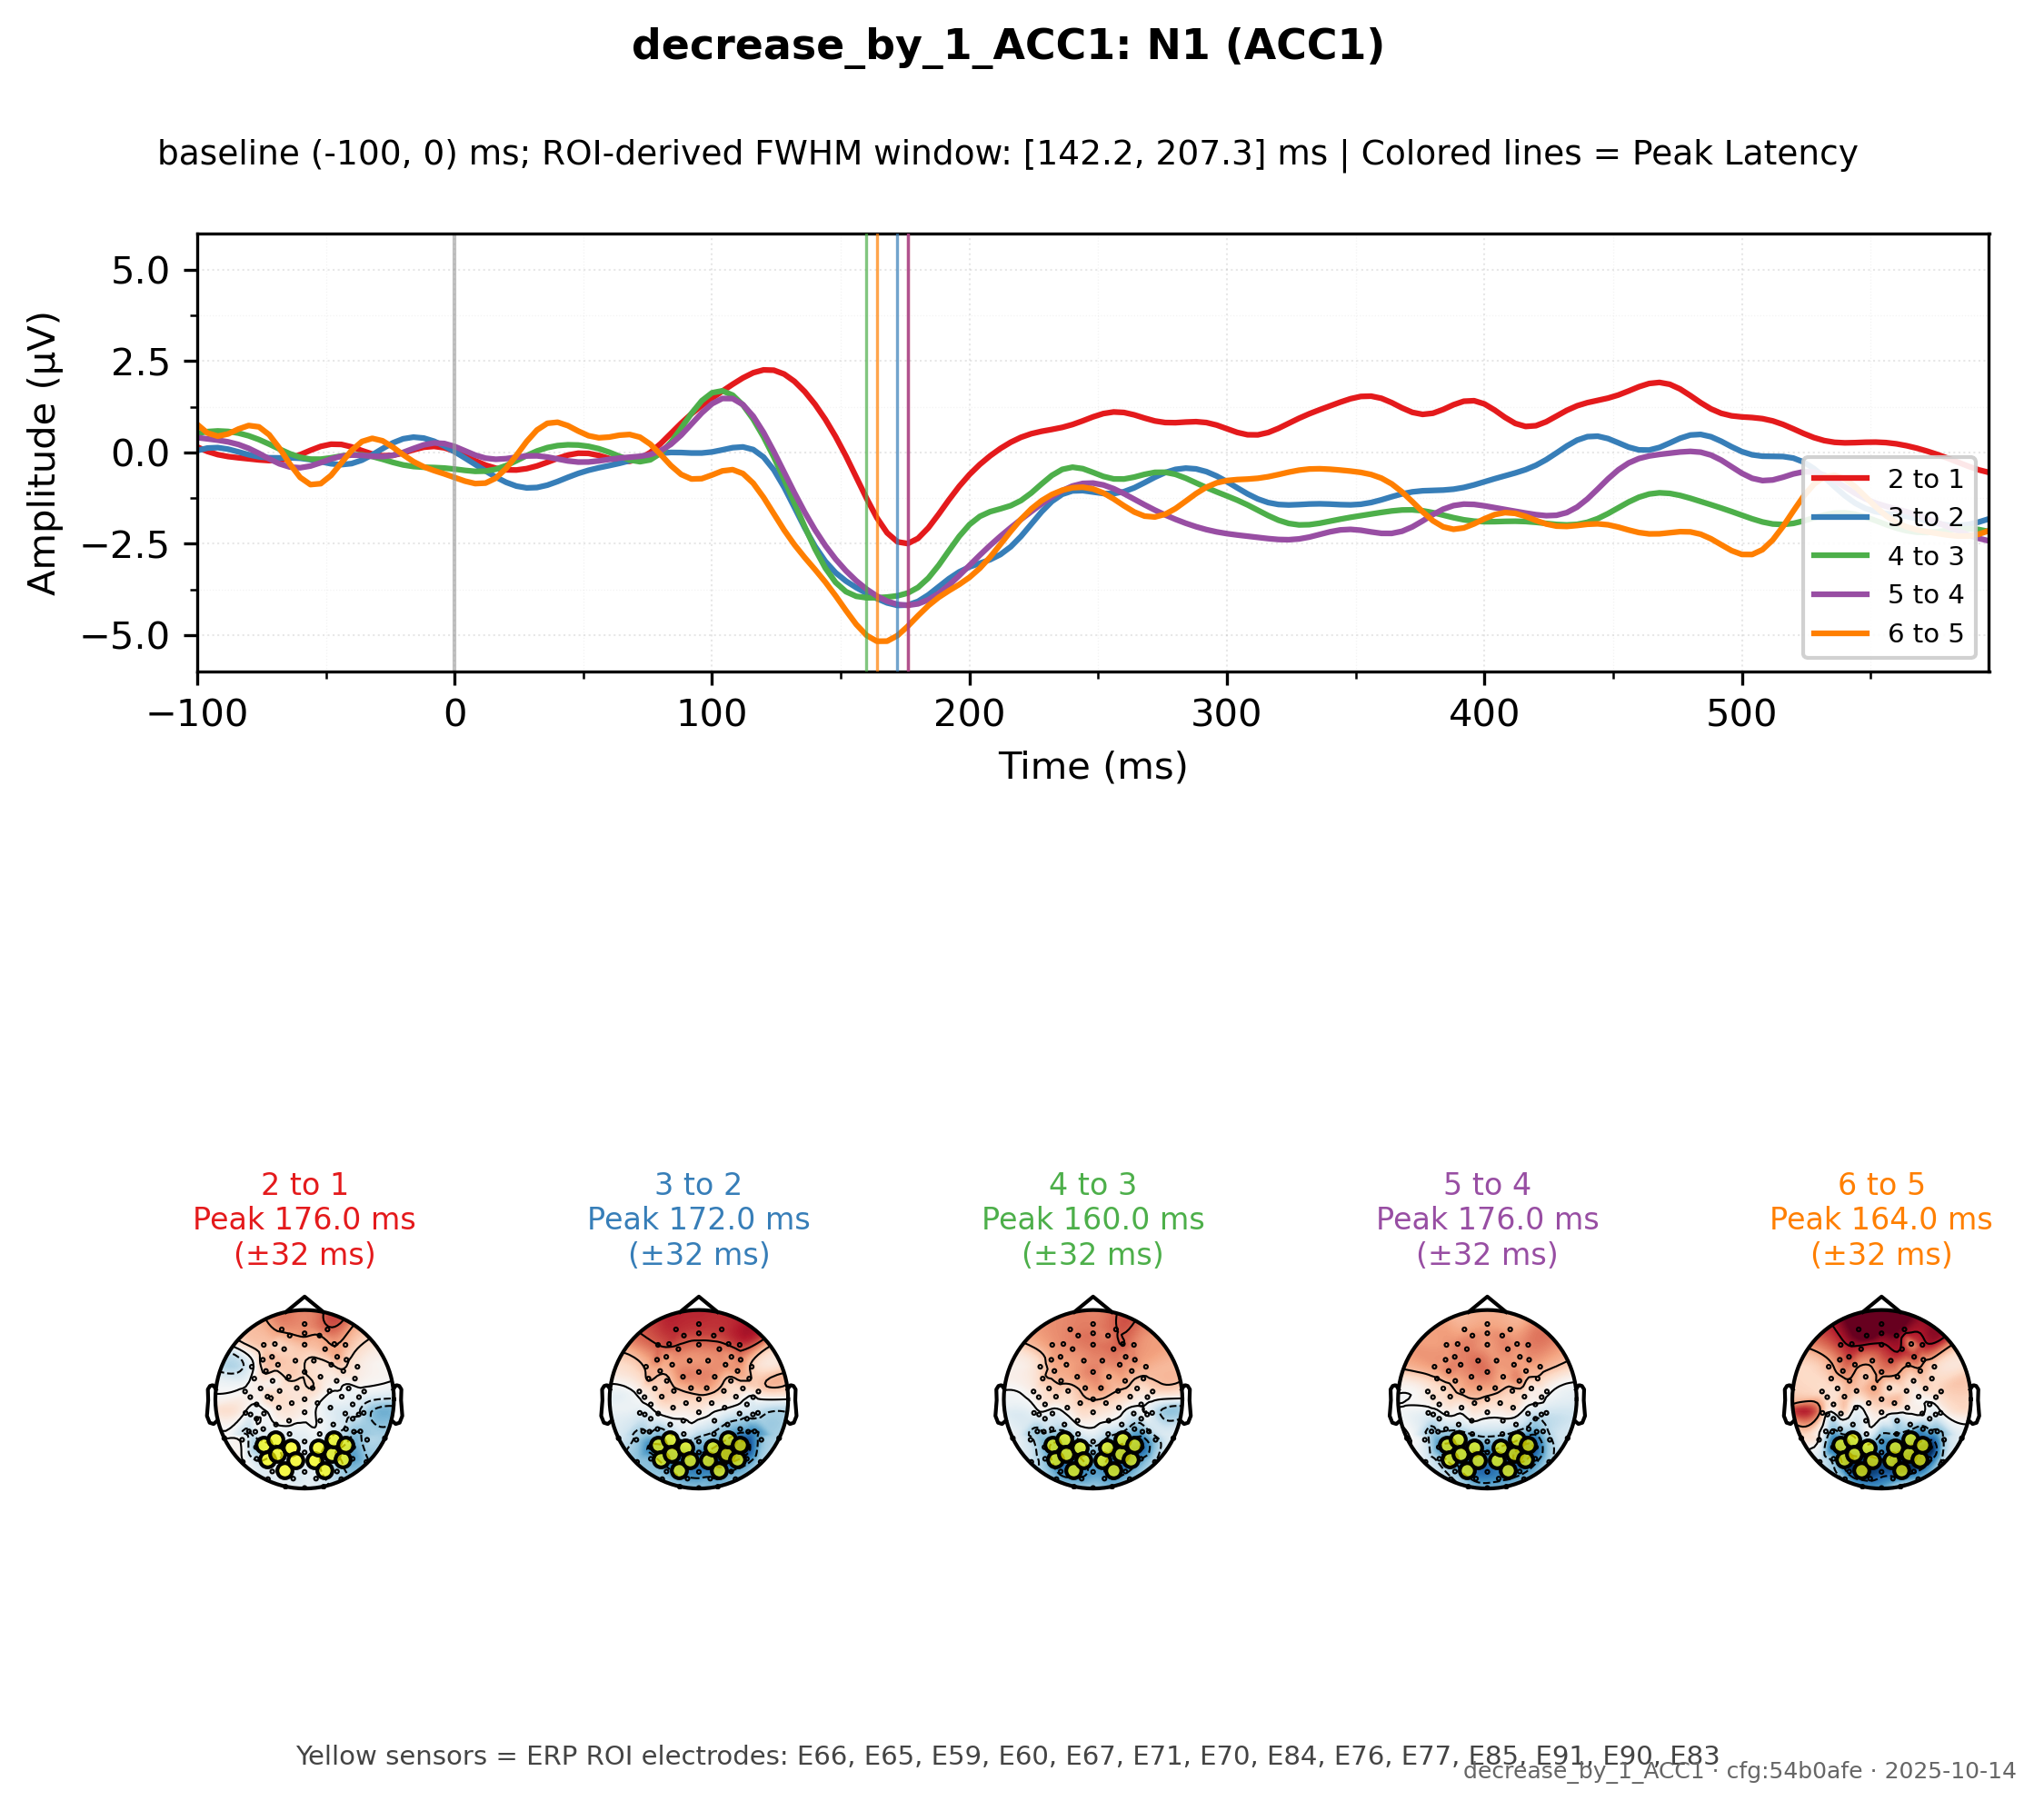 decrease_by_1_ACC1: N1 (ACC1)
baseline (-100, 0) ms; ROI-derived FWHM window: [142.2, 207.3] ms | Colored lines = Peak Latency
Amplitude (µV)
5.0
2.5
0.0
−2.5
−5.0
2 to 1
3 to 2
4 to 3
5 to 4
6 to 5
−100 0 100 200 300 400 500
Time (ms)
2 to 1
Peak 176.0 ms
(±32 ms)
3 to 2
Peak 172.0 ms
(±32 ms)
4 to 3
Peak 160.0 ms
(±32 ms)
5 to 4
Peak 176.0 ms
(±32 ms)
6 to 5
Peak 164.0 ms
(±32 ms)
Yellow sensors = ERP ROI electrodes: E66, E65, E59, E60, E67, E71, E70, E84, E76, E77, E85, E91, E90, E83
decrease_by_1_ACC1 · cfg:54b0afe · 2025-10-14